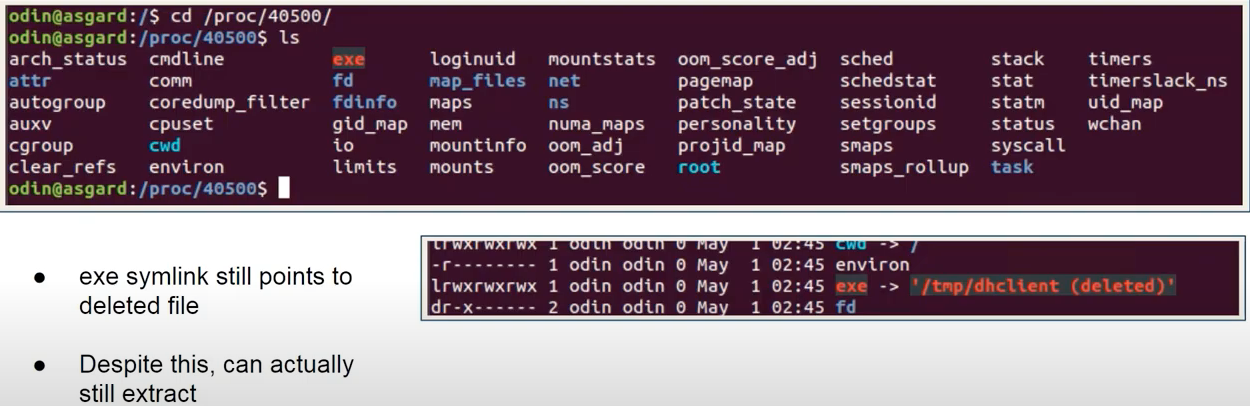 odin@asgard:/$ cd /proc/40500/
odin@asgard:/proc/40500$ ls
arch_status cmdline exe loginuid mountstats oom_score_adj sched stack timers
attr comm fd map_files net pagemap schedstat stat timerslack_ns
autogroup coredump_filter fdinfo maps ns patch_state sessionid statm uid_map
auxv cpuset gid_map mem numa_maps personality setgroups status wchan
cgroup cwd io mountinfo oom_adj projid_map smaps syscall
clear_refs environ limits mounts oom_score root smaps_rollup task
odin@asgard:/proc/40500$
lrwxrwxrwx 1 odin odin 0 May 1 02:45 cwd -> /
-r-------- 1 odin odin 0 May 1 02:45 environ
lrwxrwxrwx 1 odin odin 0 May 1 02:45 exe -> '/tmp/dhclient (deleted)'
dr-x------ 2 odin odin 0 May 1 02:45 fd
● exe symlink still points to
deleted file
● Despite this, can actually
still extract